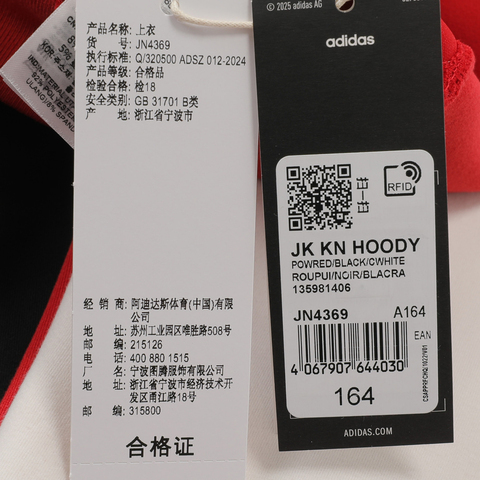 产品名称: 上衣
货 号: JN4369
执行标准: Q/320500 ADSZ 012-2024
产品等级: 合格品
检验合格: 检18
安全类别: GB 31701 B类
产 地: 浙江省宁波市
经 销 商: 阿迪达斯体育(中国)有限
公司
地 址: 苏州工业园区唯胜路508号
邮 编: 215126
电 话: 400 880 1515
工 厂: 宁波图腾服饰有限公司
地 址: 浙江省宁波市经济技术开
发区甬江路18号
邮 编: 315800
合格证
© 2025 adidas AG
adidas
164
RFID
JK KN HOODY
POWRED/BLACK/CWHITE
ROUPUI/NOIR/BLACRA
135981406
JN4369 A164
EAN
4 067907 644030
164
ADIDAS.COM